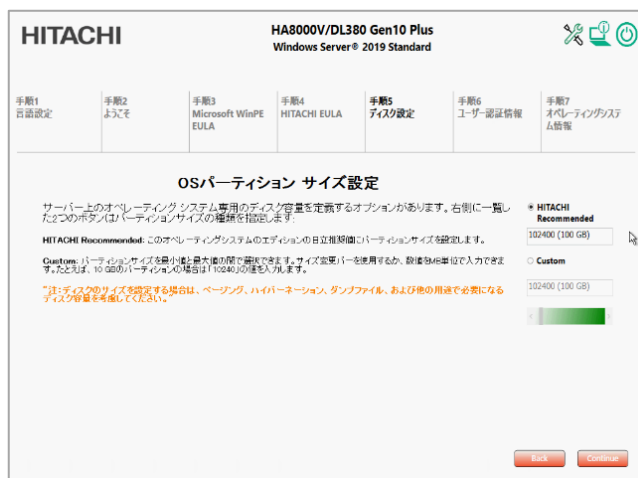 HITACHI
HA8000V/DL380 Gen10 Plus
Windows Server® 2019 Standard
手順1
言語設定
手順2
ようこそ
手順3
Microsoft WinPE
EULA
手順4
HITACHI EULA
手順5
ディスク設定
手順6
ユーザー認証情報
手順7
オペレーティングシステ
ム情報
OSパーティション サイズ設定
サーバー上のオペレーティング システム専用のディスク容量を定義するオプションがあります。右側に一覧し
た2つのボタンはパーティションサイズの種類を指定します:
HITACHI Recommended: このオペレーティングシステムのエディションの日立推奨値にパーティションサイズを設定します。
Custom: パーティションサイズを最小値と最大値の間で選択できます。サイズ変更バーを使用するか、数値をMB単位で入力できま
す。たとえば、10 GBのパーティションの場合は「10240」の値を入力します。
"注:ディスクのサイズを設定する場合は、ページング、ハイバーネーション、ダンプファイル、および他の用途で必要になる
ディスク容量を考慮してください。"
HITACHI
Recommended
102400 (100 GB)
Custom
102400 (100 GB)
Back
Continue